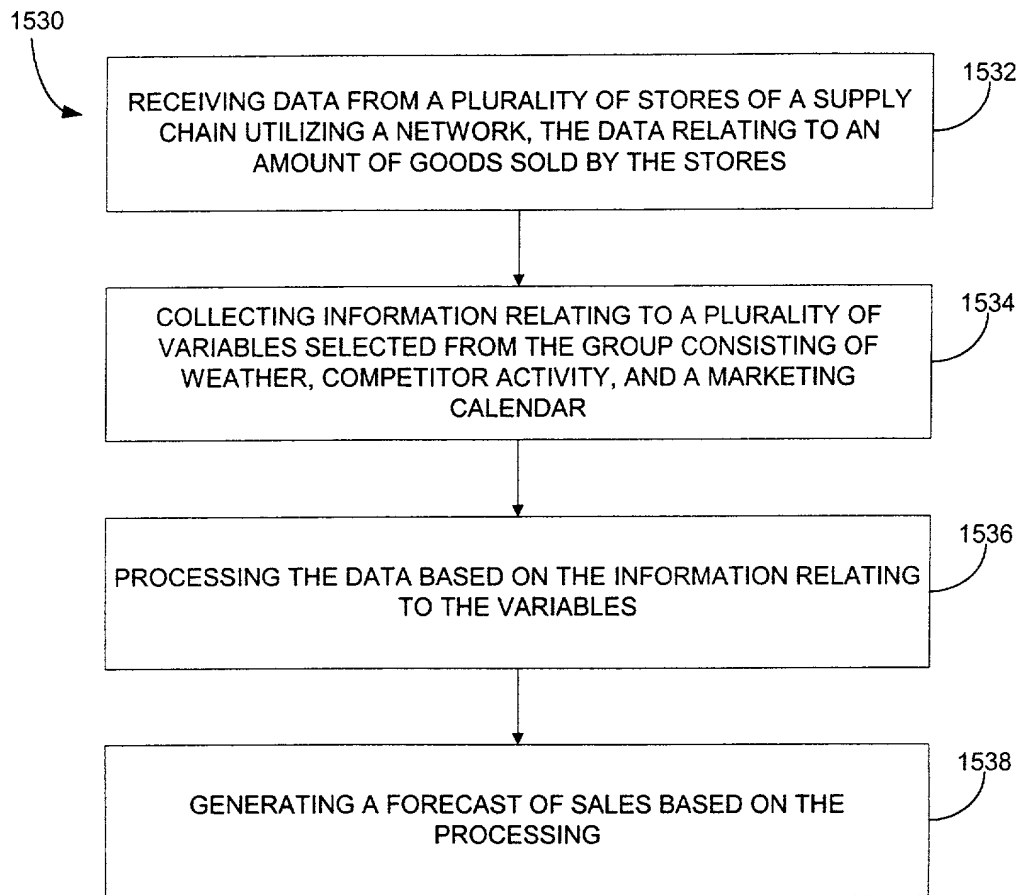 1530
1532
RECEIVING DATA FROM A PLURALITY OF STORES OF A SUPPLY
CHAIN UTILIZING A NETWORK, THE DATA RELATING TO AN
AMOUNT OF GOODS SOLD BY THE STORES
1534
COLLECTING INFORMATION RELATING TO A PLURALITY OF
VARIABLES SELECTED FROM THE GROUP CONSISTING OF
WEATHER, COMPETITOR ACTIVITY, AND A MARKETING
CALENDAR
1536
PROCESSING THE DATA BASED ON THE INFORMATION RELATING
TO THE VARIABLES
1538
GENERATING A FORECAST OF SALES BASED ON THE
PROCESSING